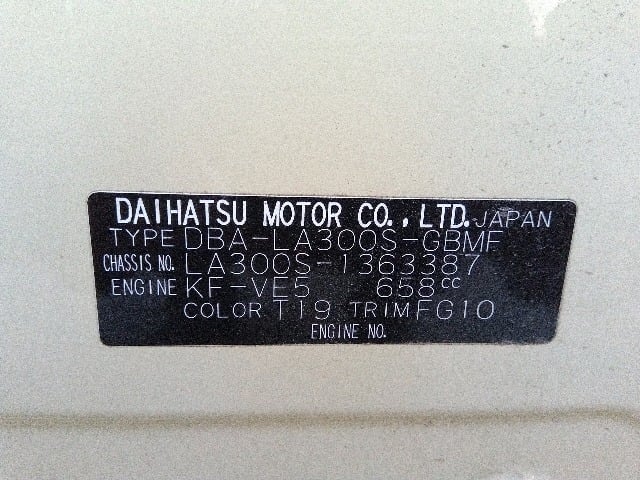 DAIHATSU MOTOR CO., LTD. JAPAN
TYPE DBA-LA300S-GBMF
CHASSIS NO. LA300S-1363387
ENGINE KF-VE5 658cc
COLOR T19 TRIM FG10
ENGINE NO.